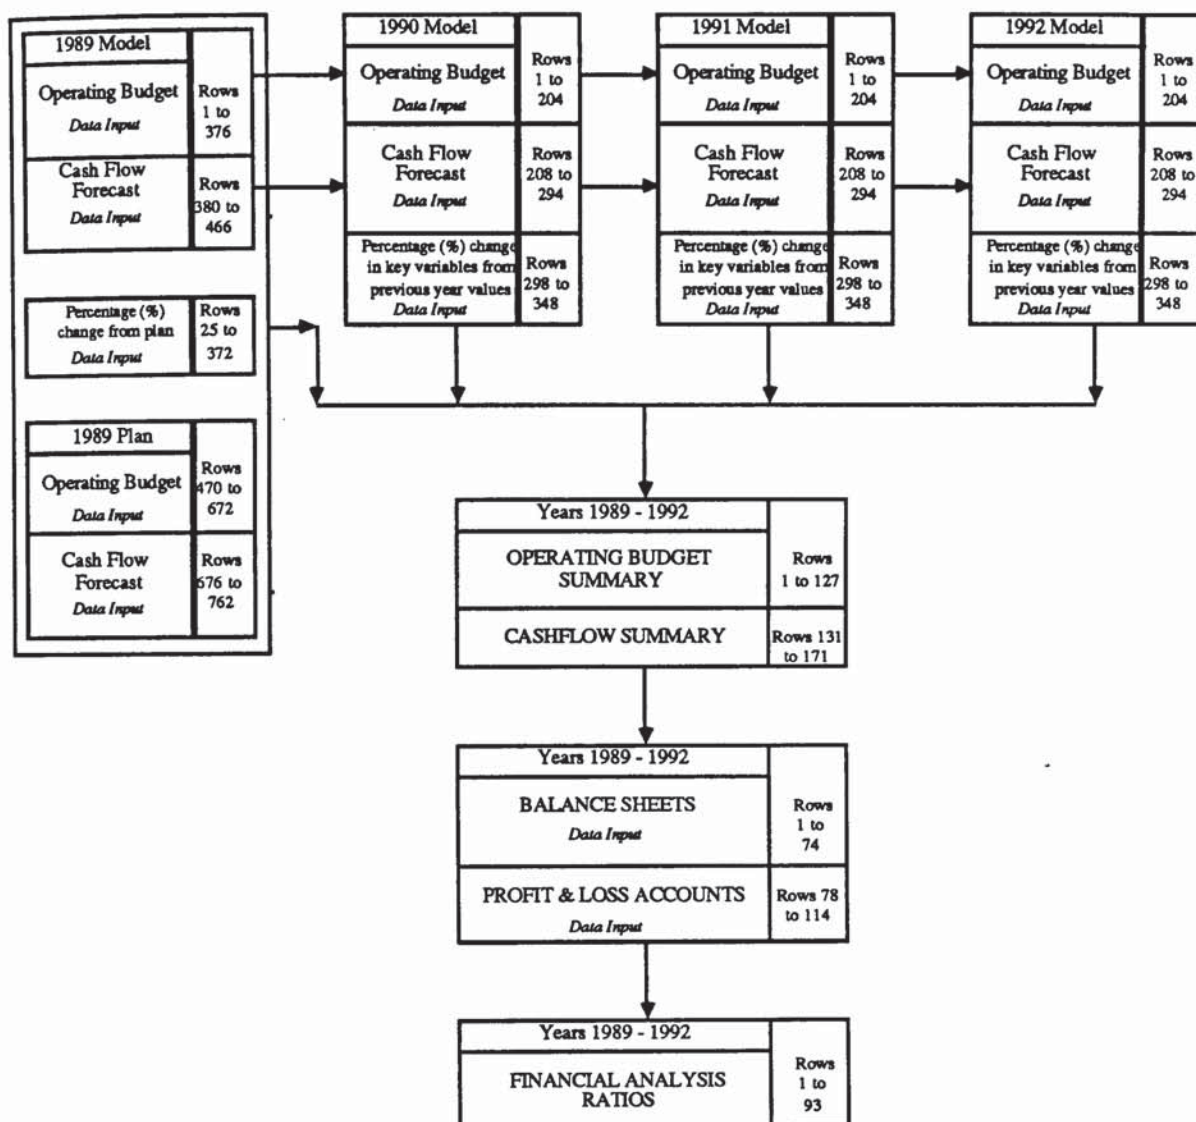 1989 Model
Operating Budget
Data Input
Rows
1 to
376
Cash Flow
Forecast
Data Input
Rows
380 to
466
Percentage (%)
change from plan
Data Input
Rows
25 to
372
1989 Plan
Operating Budget
Data Input
Rows
470 to
672
Cash Flow
Forecast
Data Input
Rows
676 to
762
1990 Model
Operating Budget
Data Input
Rows
1 to
204
Cash Flow
Forecast
Data Input
Rows
208 to
294
Percentage (%) change
in key variables from
previous year values
Data Input
Rows
298 to
348
1991 Model
Operating Budget
Data Input
Rows
1 to
204
Cash Flow
Forecast
Data Input
Rows
208 to
294
Percentage (%) change
in key variables from
previous year values
Data Input
Rows
298 to
348
1992 Model
Operating Budget
Data Input
Rows
1 to
204
Cash Flow
Forecast
Data Input
Rows
208 to
294
Percentage (%) change
in key variables from
previous year values
Data Input
Rows
298 to
348
Years 1989 - 1992
OPERATING BUDGET
SUMMARY
Rows
1 to 127
CASHFLOW SUMMARY
Rows 131
to 171
Years 1989 - 1992
BALANCE SHEETS
Data Input
Rows
1 to
74
PROFIT & LOSS ACCOUNTS
Data Input
Rows 78
to 114
Years 1989 - 1992
FINANCIAL ANALYSIS
RATIOS
Rows
1 to
93